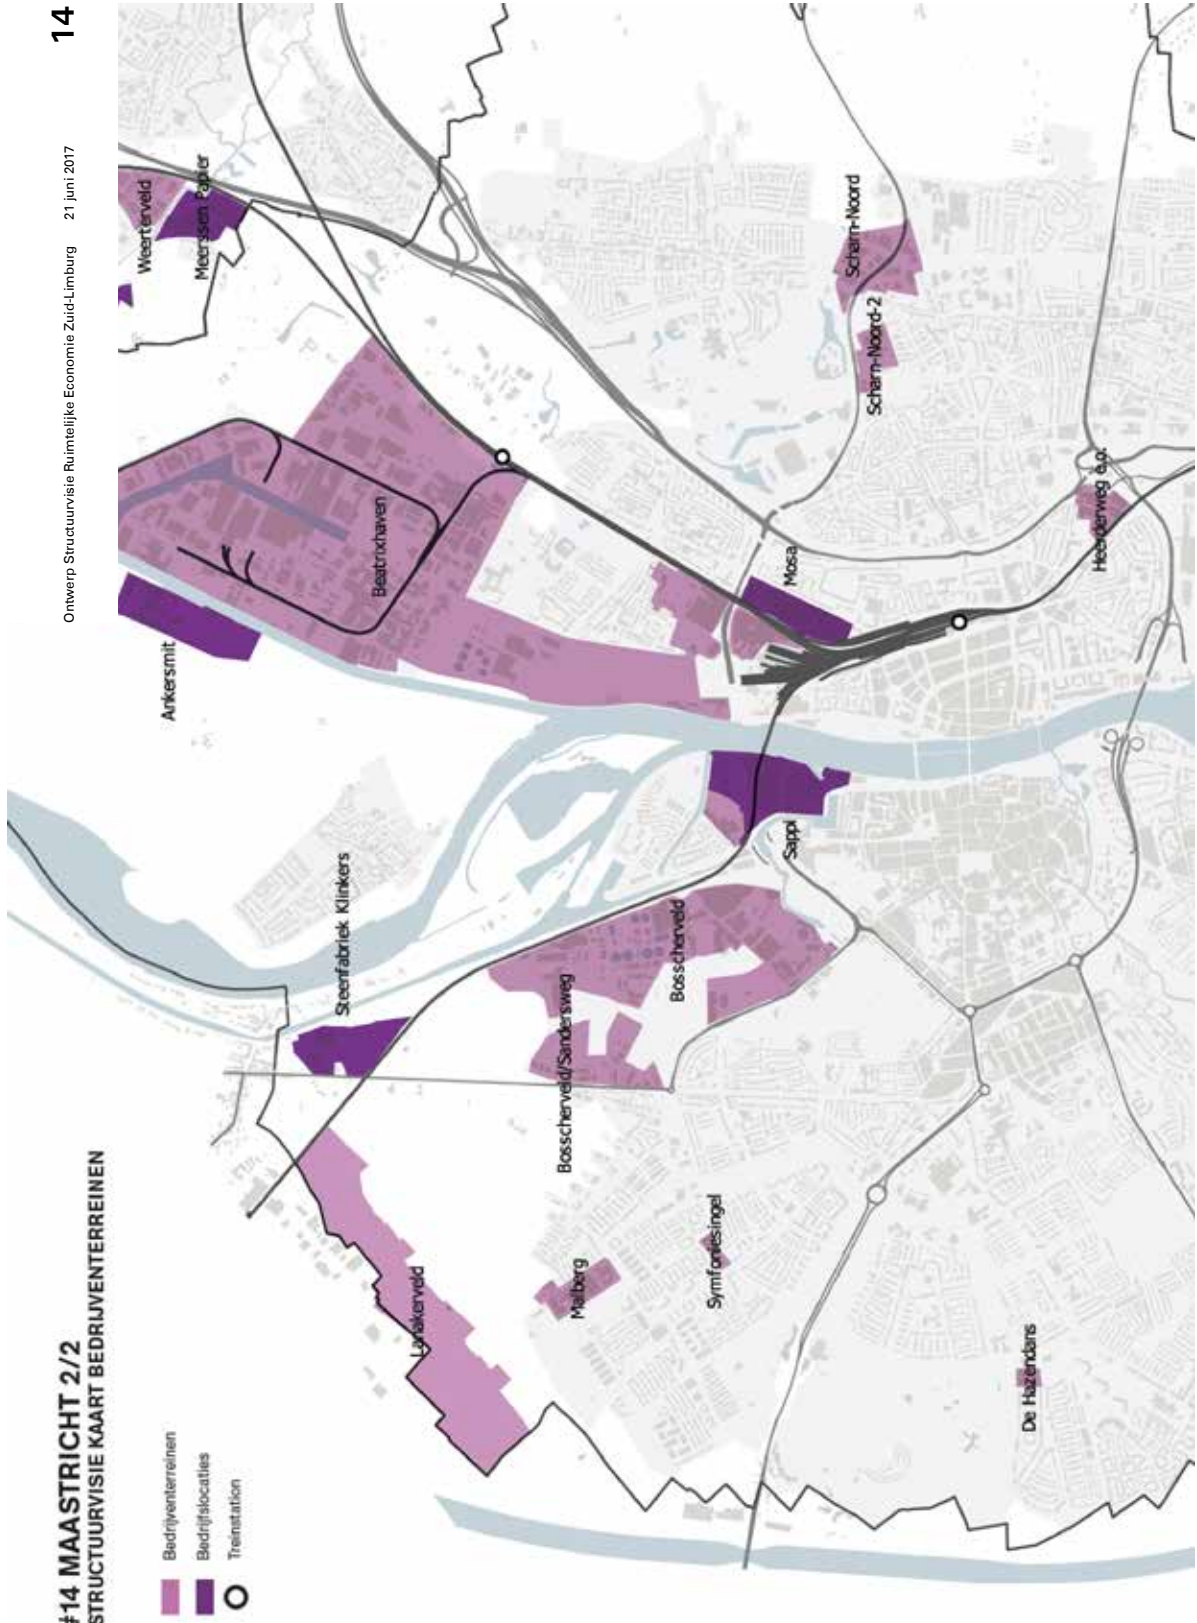 #14 MAASTRICHT 2/2
STRUCTUURVISIE KAART BEDRIJVENTERREINEN
Ontwerp Structuurvisie Ruimtelijke Economie Zuid-Limburg 21 juni 2017
14
Bedrijventerreinen
Bedrijfslocaties
Treinstation
Weerterveld
Meerssen Papier
Ankersmit
Beatrixhaven
Steenfabriek Klinkers
Lanakerveld
Bosscherveld/Sandersweg
Malberg
Bosscherveld
Symfoniesingel
Sappi
Mosa
Scharn-Noord
Scharn-Noord-2
De Hazendans
Heerderweg e.o.